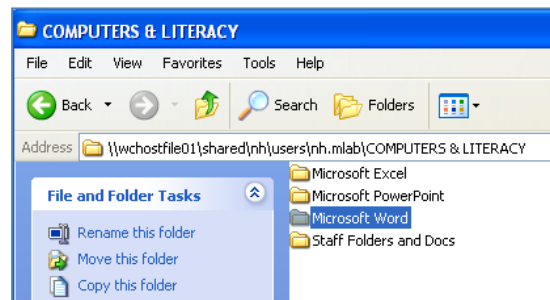 COMPUTERS & LITERACY
File Edit View Favorites Tools Help
Back Search Folders
Address \\wchostfile01\shared\nh\users\nh.mlab\COMPUTERS & LITERACY
File and Folder Tasks
Rename this folder
Move this folder
Copy this folder
Microsoft Excel
Microsoft PowerPoint
Microsoft Word
Staff Folders and Docs